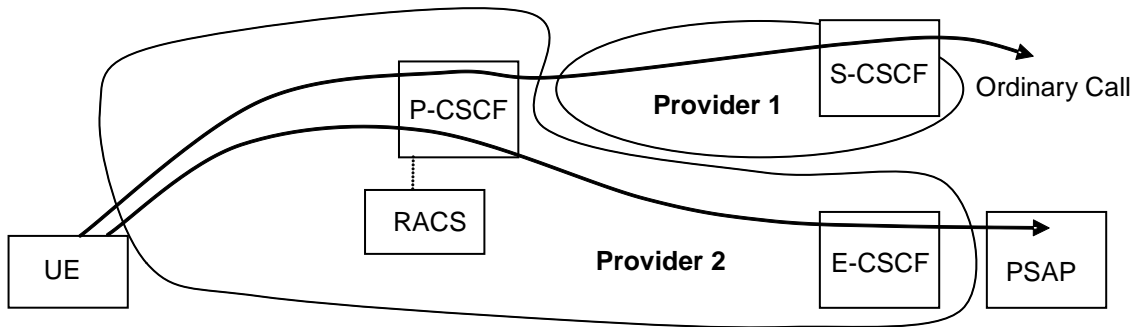 S-CSCF
Ordinary Call
P-CSCF
Provider 1
RACS
UE
Provider 2
E-CSCF
PSAP